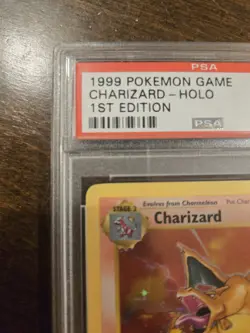 PSA
1999 POKEMON GAME
CHARIZARD – HOLO
1ST EDITION
PSA
Evolves from Charmeleon
STAGE 2
Charizard